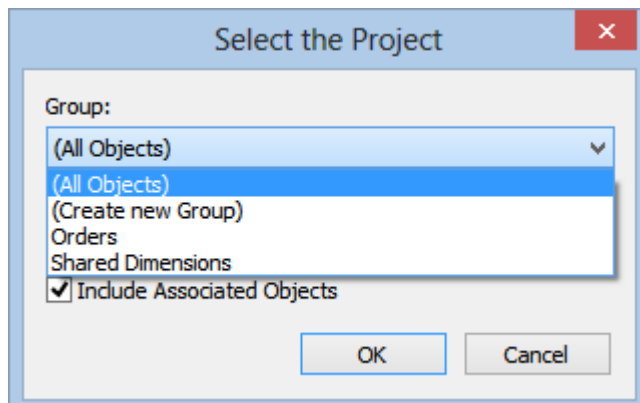 Select the Project
Group:
(All Objects)
(All Objects)
(Create new Group)
Orders
Shared Dimensions
Include Associated Objects
OK Cancel